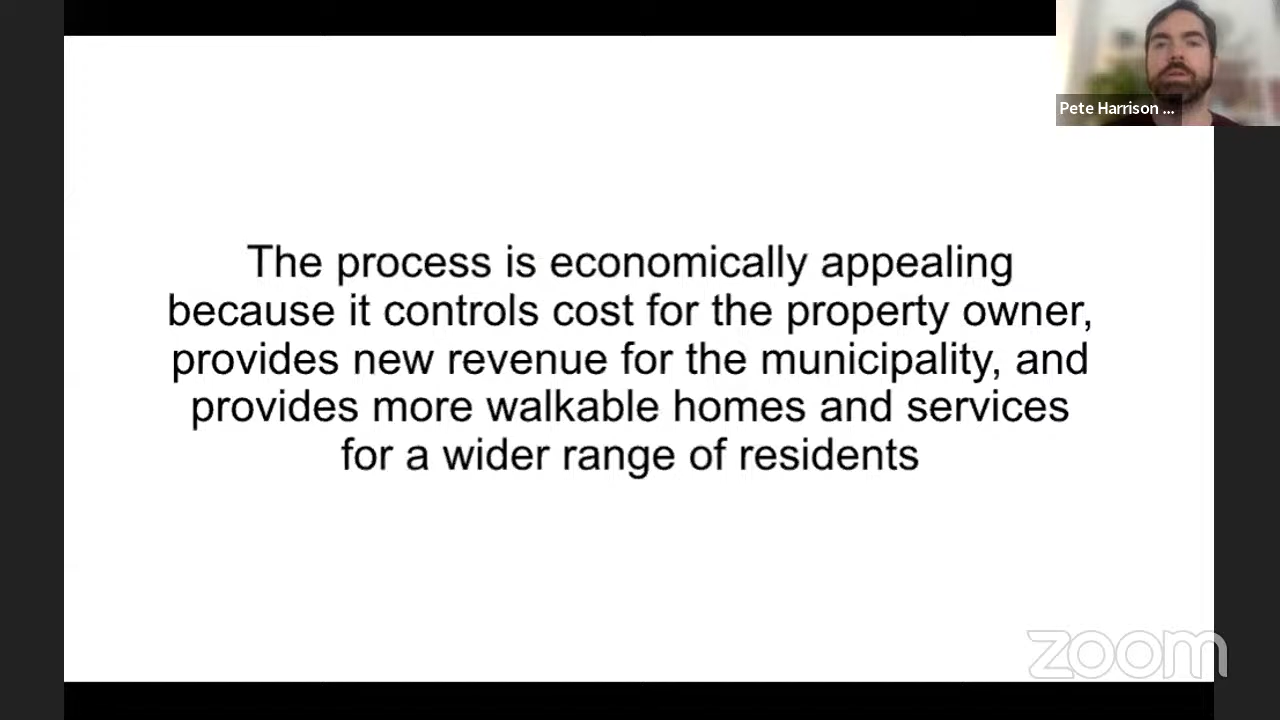 Pete Harrison ...
The process is economically appealing
because it controls cost for the property owner,
provides new revenue for the municipality, and
provides more walkable homes and services
for a wider range of residents
zoom